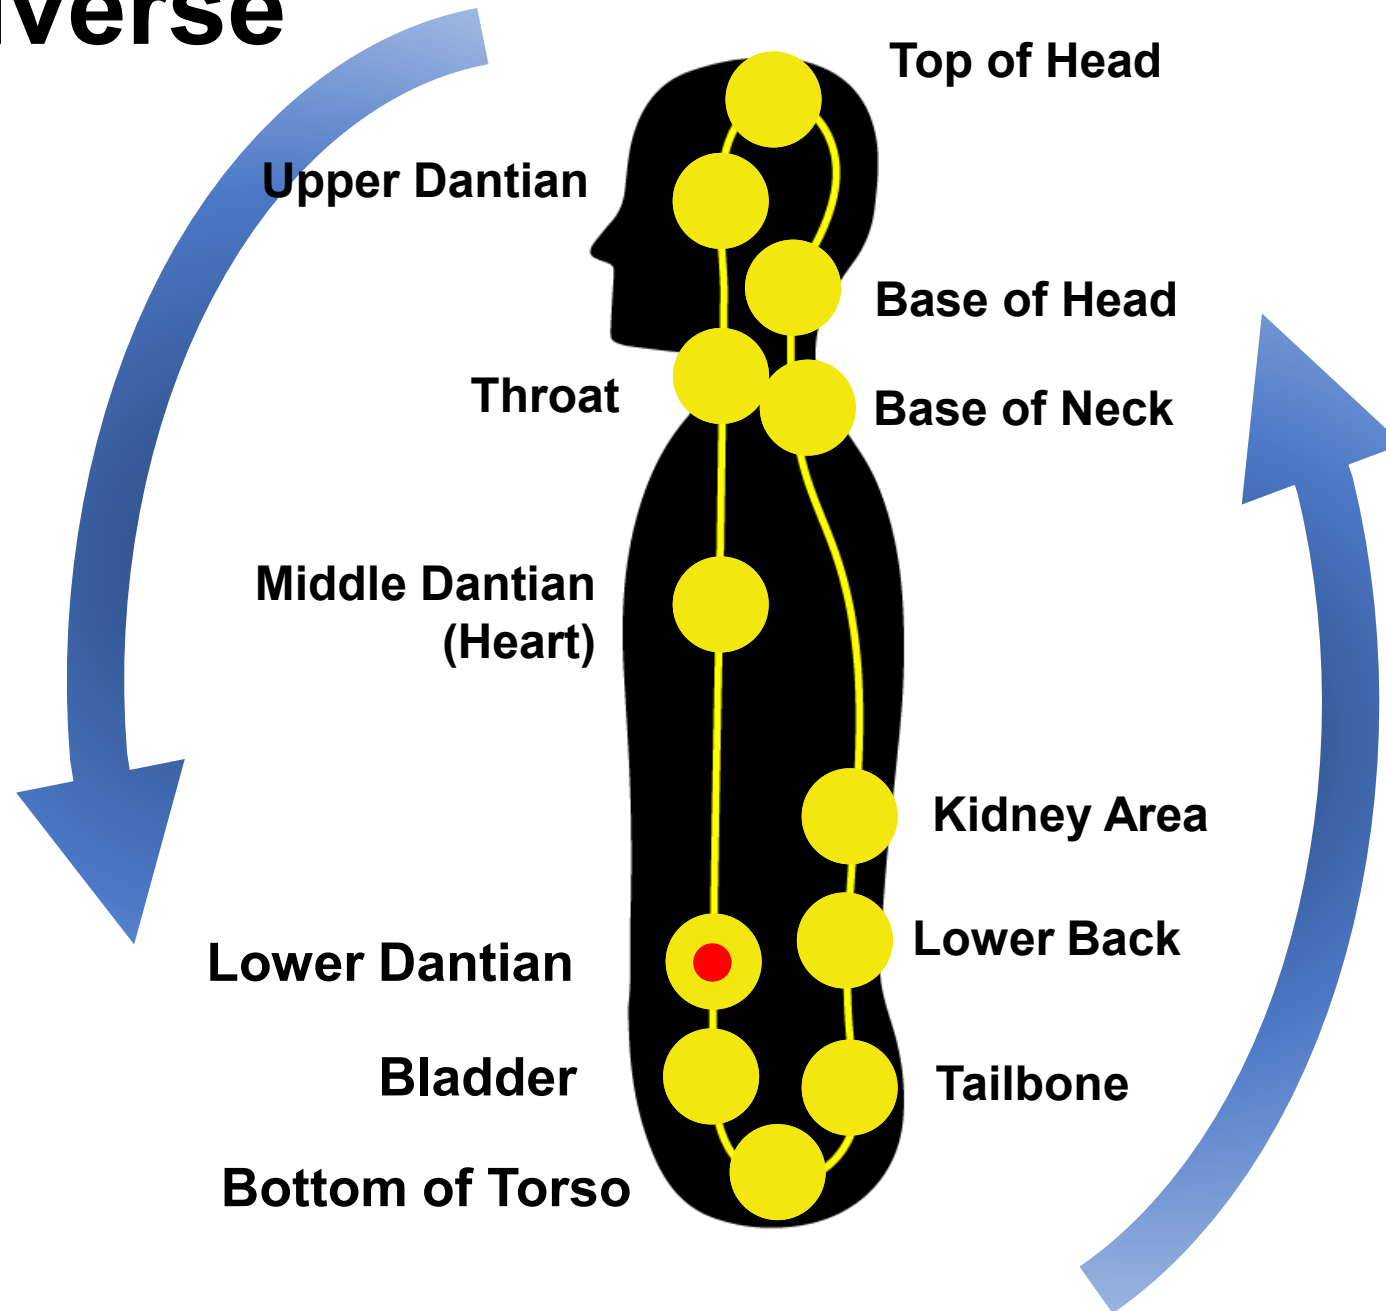 Top of Head
Upper Dantian
Base of Head
Throat
Base of Neck
Middle Dantian
(Heart)
Kidney Area
Lower Back
Lower Dantian
Bladder
Tailbone
Bottom of Torso